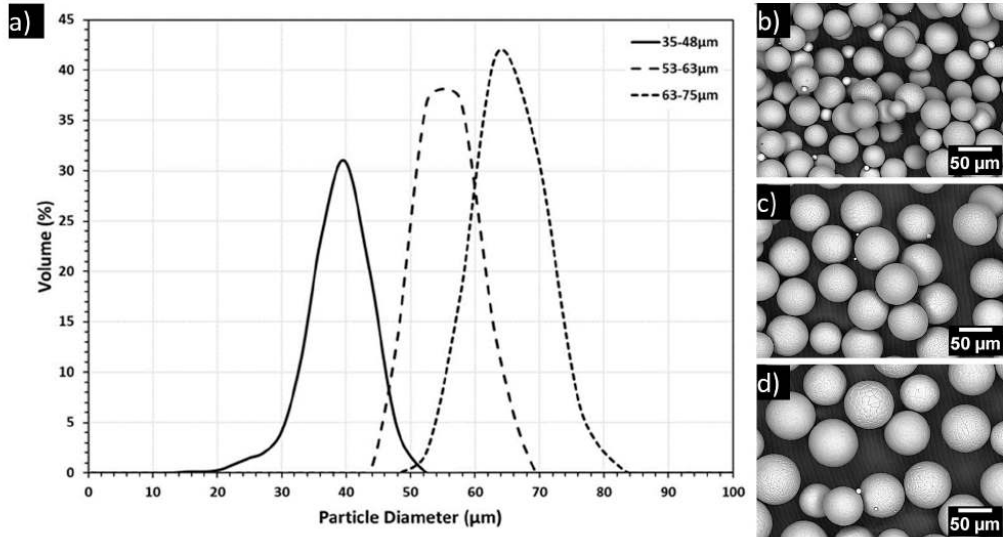 a)
45
40
35
30
25
20
15
10
5
0
Volume (%)
35-48µm
53-63µm
63-75µm
0 10 20 30 40 50 60 70 80 90 100
Particle Diameter (µm)
b)
50 µm
c)
50 µm
d)
50 µm